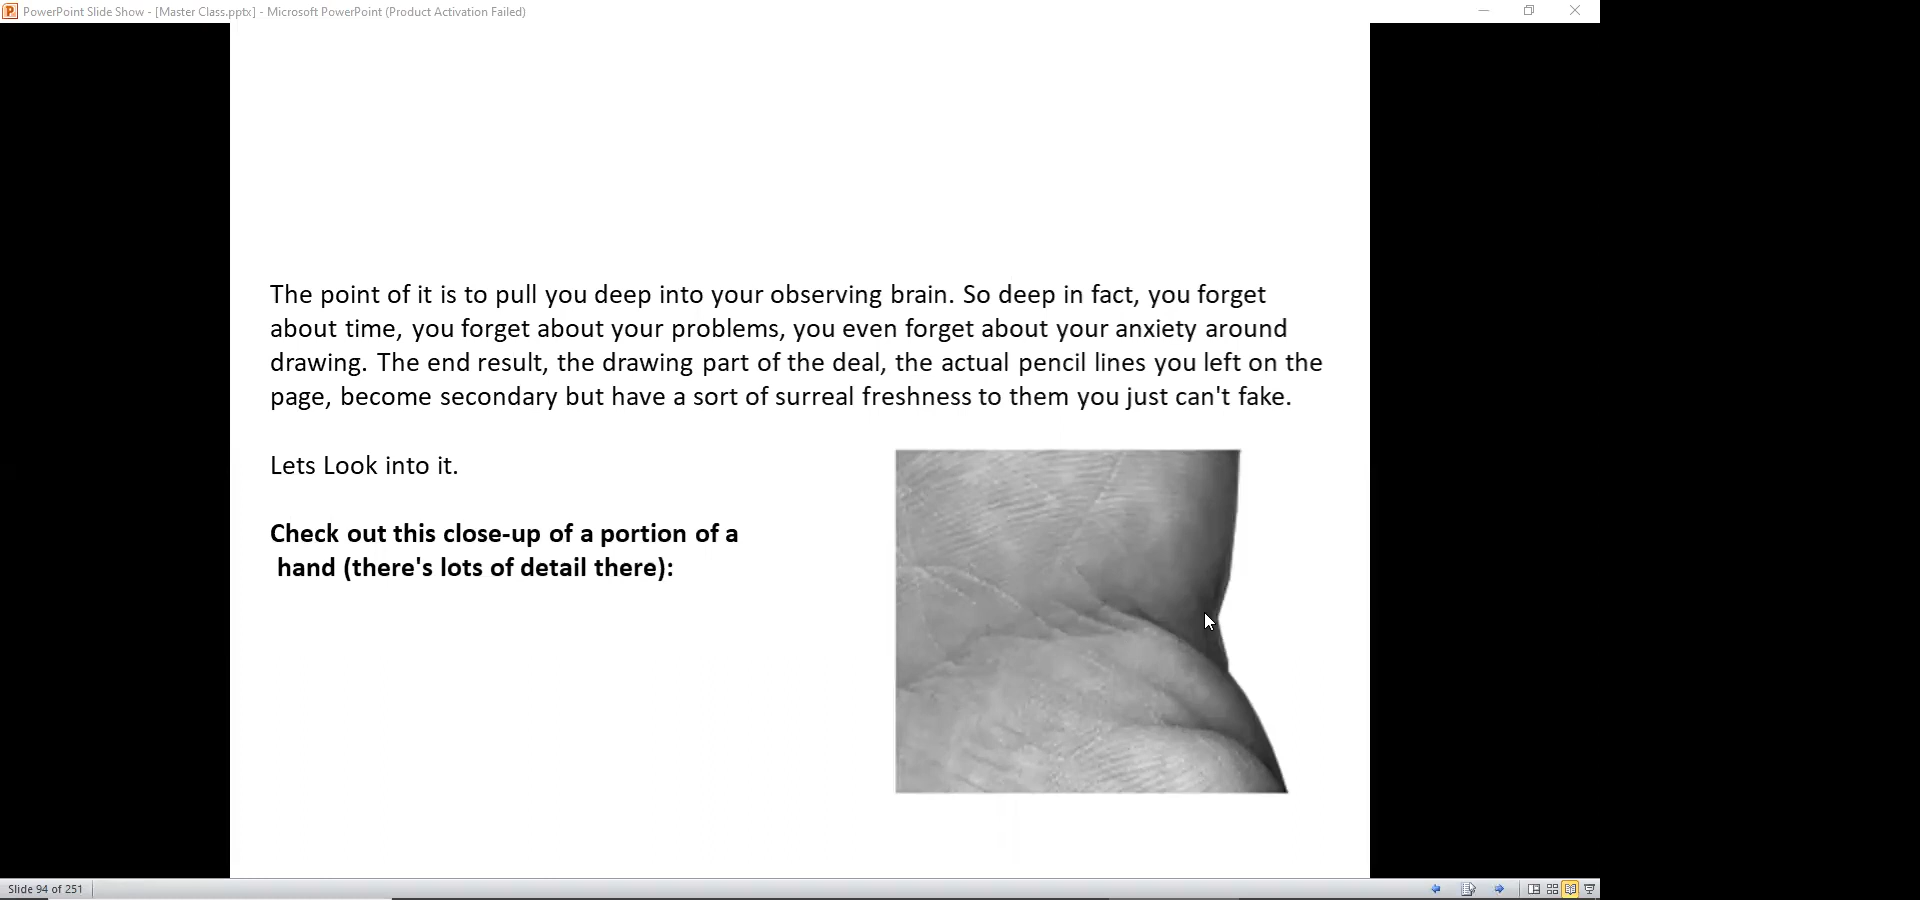 PowerPoint Slide Show - [Master Class.pptx] - Microsoft PowerPoint (Product Activation Failed)
The point of it is to pull you deep into your observing brain. So deep in fact, you forget
about time, you forget about your problems, you even forget about your anxiety around
drawing. The end result, the drawing part of the deal, the actual pencil lines you left on the
page, become secondary but have a sort of surreal freshness to them you just can't fake.
Lets Look into it.
Check out this close-up of a portion of a
hand (there's lots of detail there):
Slide 94 of 251